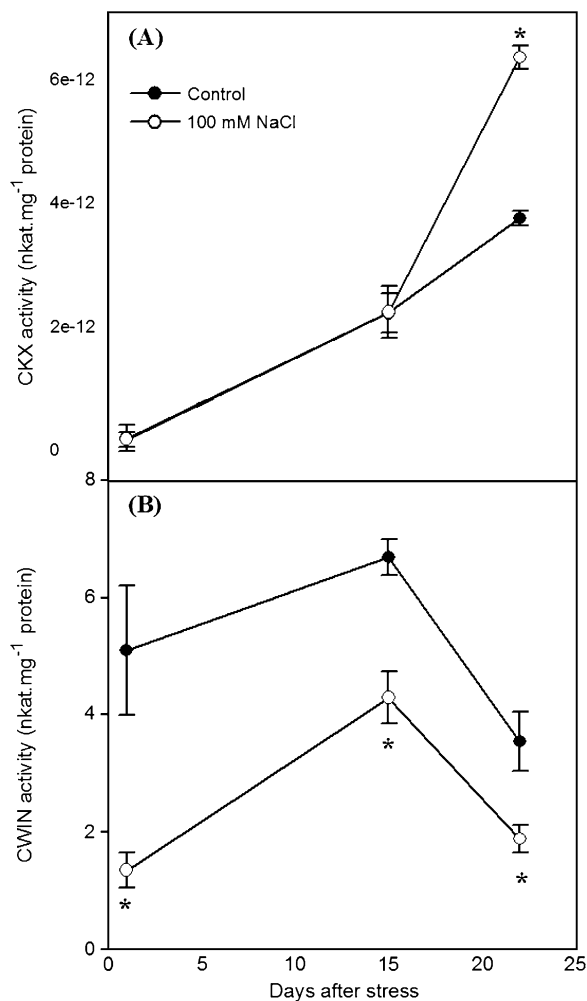 (A)
*
6e-12
4e-12
2e-12
0
Control
100 mM NaCl
CKX activity (nkat.mg⁻¹ protein)
(B)
8
6
4
2
0
*
*
*
CWIN activity (nkat.mg⁻¹ protein)
0 5 10 15 20 25
Days after stress